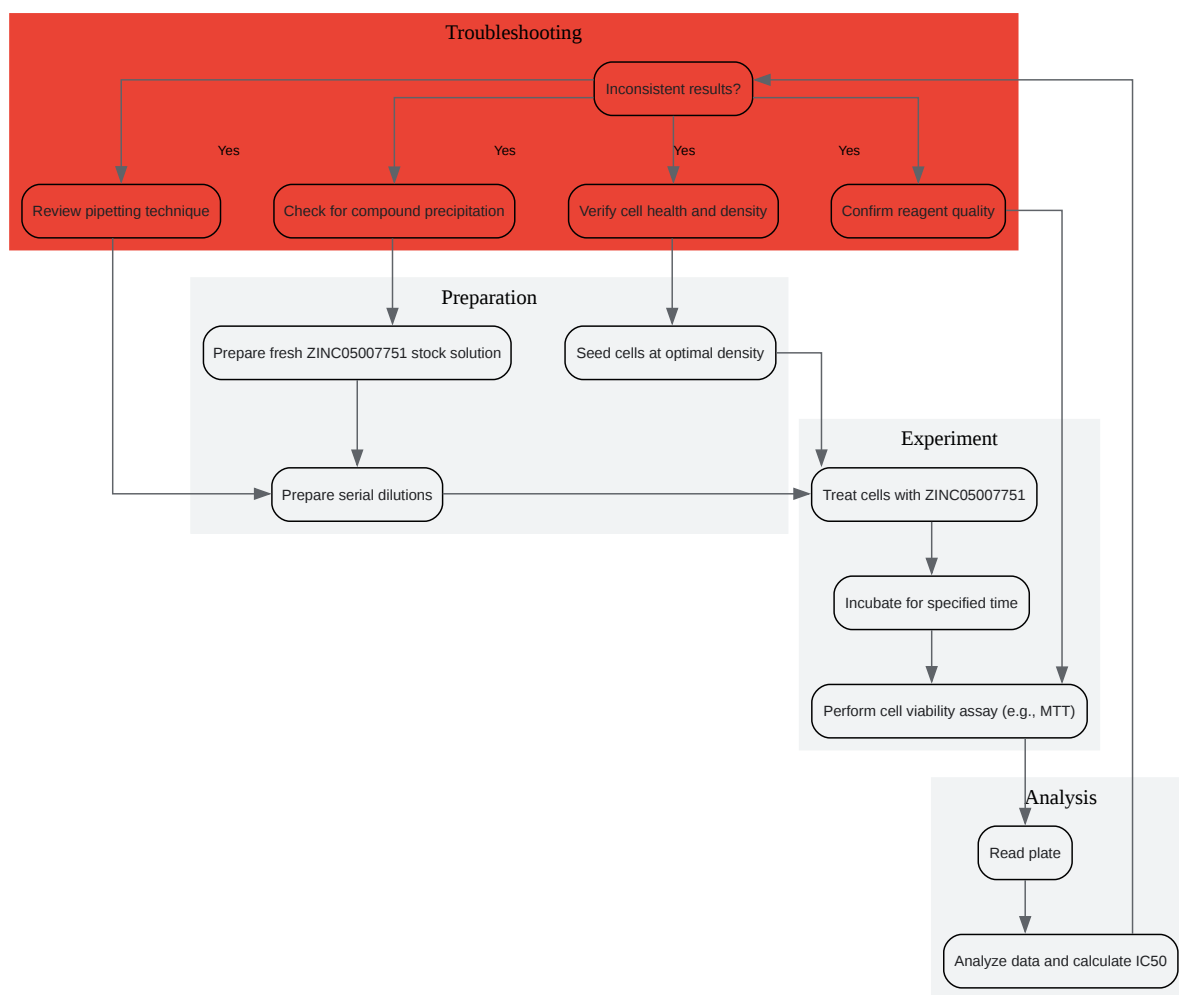 Troubleshooting
Inconsistent results?
Yes
Yes
Yes
Yes
Review pipetting technique
Check for compound precipitation
Verify cell health and density
Confirm reagent quality
Preparation
Prepare fresh ZINC05007751 stock solution
Seed cells at optimal density
Experiment
Prepare serial dilutions
Treat cells with ZINC05007751
Incubate for specified time
Perform cell viability assay (e.g., MTT)
Analysis
Read plate
Analyze data and calculate IC50